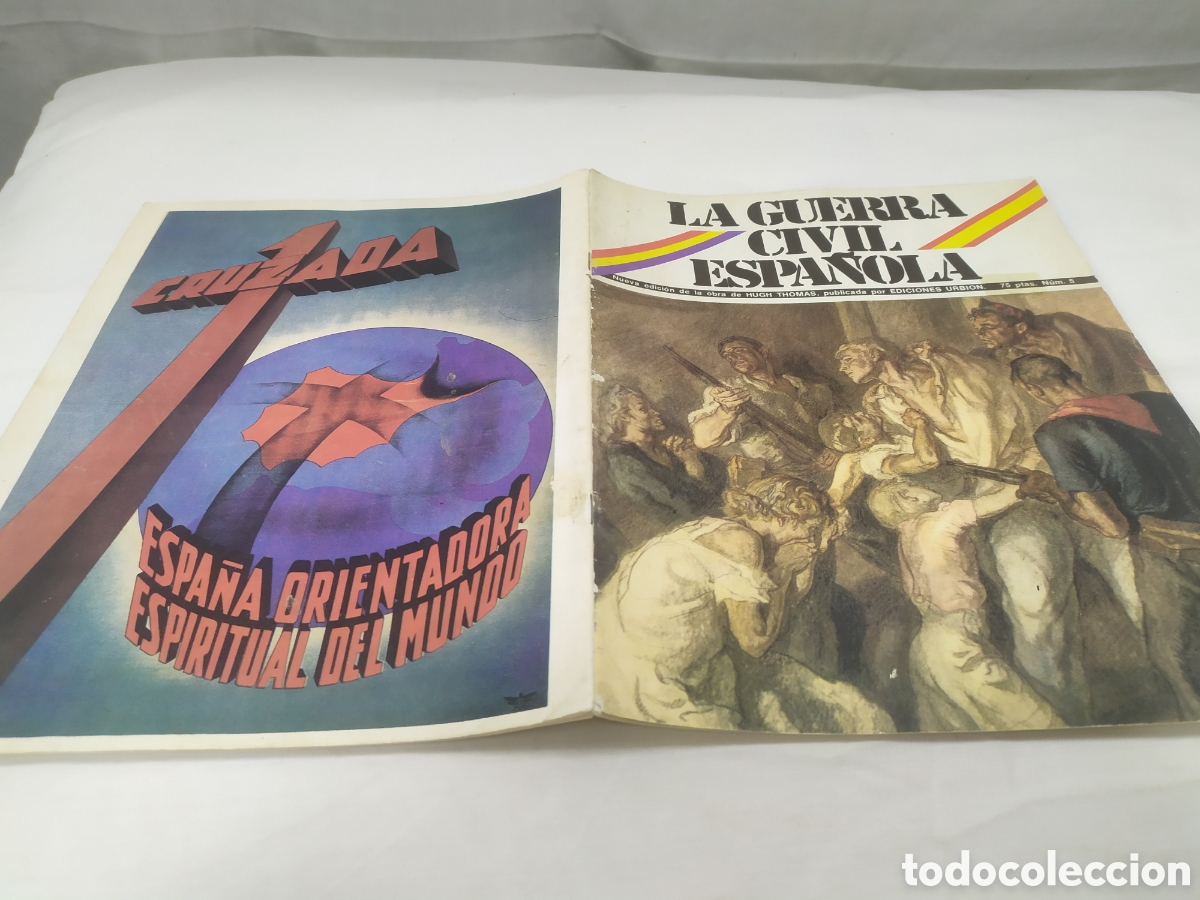 CRUZADA
ESPAÑA ORIENTADORA
ESPIRITUAL DEL MUNDO
LA GUERRA
CIVIL
ESPAÑOLA
Nueva edición de la obra de HUGH THOMAS, publicada por EDICIONES URBION. 75 ptas. Núm. 5
todocoleccion